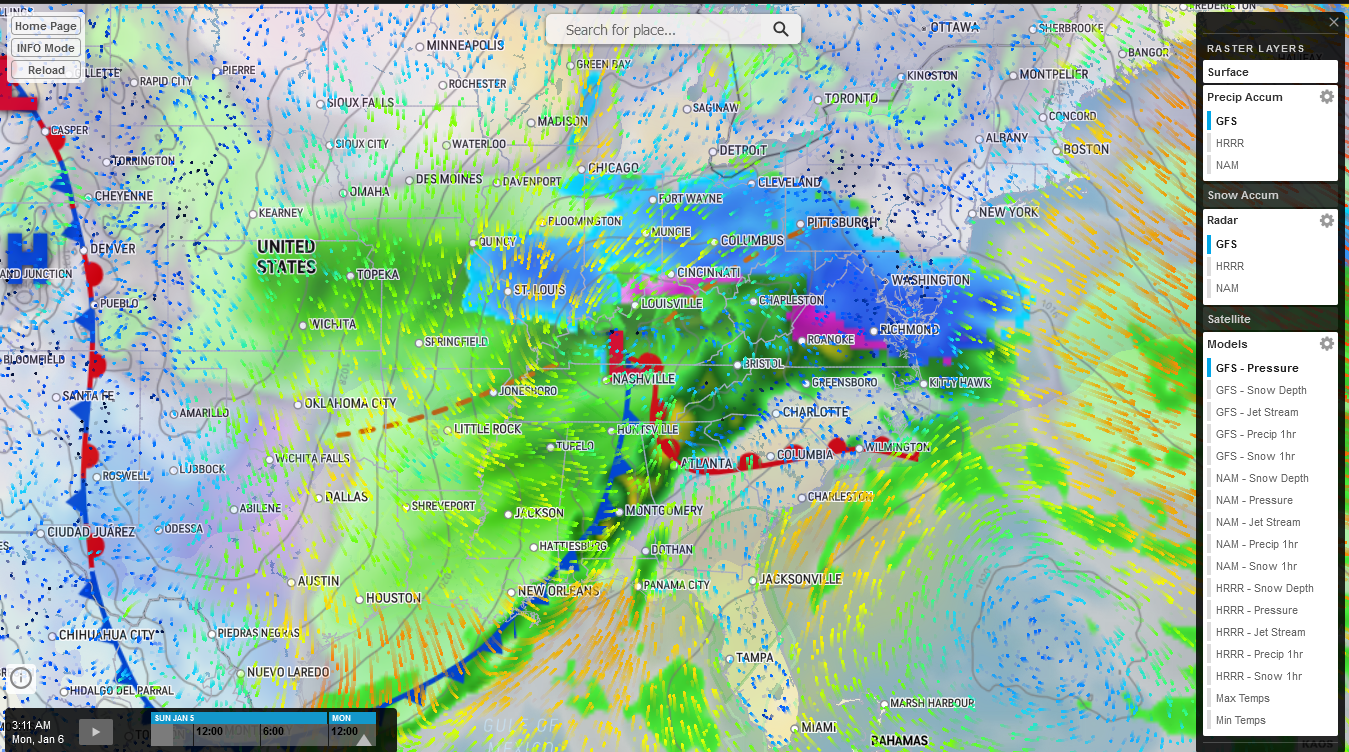 Home Page
INFO Mode
Reload
Search for place...
FREDERICTON
OTTAWA
SHERBROOKE
MINNEAPOLIS
BANGOR
RASTER LAYERS
GREEN BAY
PIERRE
RAPID CITY
Surface
KINGSTON
MONTPELIER
ROCHESTER
Precip Accum
SIOUX FALLS
SAGINAW
TORONTO
GFS
MADISON
CONCORD
CASPER
HRRR
SIOUX CITY
WATERLOO
ALBANY
BOSTON
DETROIT
TORRINGTON
NAM
CHICAGO
DES MOINES
DAVENPORT
CLEVELAND
OMAHA
CHEYENNE
Snow Accum
FORT WAYNE
KEARNEY
NEW YORK
BLOOMINGTON
PITTSBURGH
Radar
MUNCIE
QUINCY
COLUMBUS
GFS
UNITED
STATES
DENVER
HRRR
AND JUNCTION
TOPEKA
CINCINNATI
WASHINGTON
NAM
ST. LOUIS
PUEBLO
LOUISVILLE
CHARLESTON
Satellite
WICHITA
RICHMOND
SPRINGFIELD
ROANOKE
Models
BLOOMFIELD
BRISTOL
GFS - Pressure
NASHVILLE
GREENSBORO
KITTY HAWK
GFS - Snow Depth
JONESBORO
SANTA FE
OKLAHOMA CITY
AMARILLO
CHARLOTTE
GFS - Jet Stream
LITTLE ROCK
HUNTSVILLE
GFS - Precip 1hr
TUPELO
WILMINGTON
GFS - Snow 1hr
WICHITA FALLS
COLUMBIA
LUBBOCK
ATLANTA
ROSWELL
NAM - Snow Depth
DALLAS
CHARLESTON
NAM - Pressure
ABILENE
SHREVEPORT
JACKSON
MONTGOMERY
NAM - Jet Stream
CIUDAD JUÁREZ
ODESSA
NAM - Precip 1hr
HATTIESBURG
DOTHAN
NAM - Snow 1hr
AUSTIN
PANAMA CITY
JACKSONVILLE
HRRR - Snow Depth
HOUSTON
NEW ORLEANS
HRRR - Pressure
CHIHUAHUA CITY
PIEDRAS NEGRAS
HRRR - Jet Stream
TAMPA
HRRR - Precip 1hr
NUEVO LAREDO
HRRR - Snow 1hr
HIDALGO DEL PARRAL
Max Temps
MARSH HARBOUR
Min Temps
SUN JAN 5
MON
3:11 AM
Mon, Jan 6
12:00
6:00
12:00
GULF OF
MEXICO
MIAMI
BAHAMAS